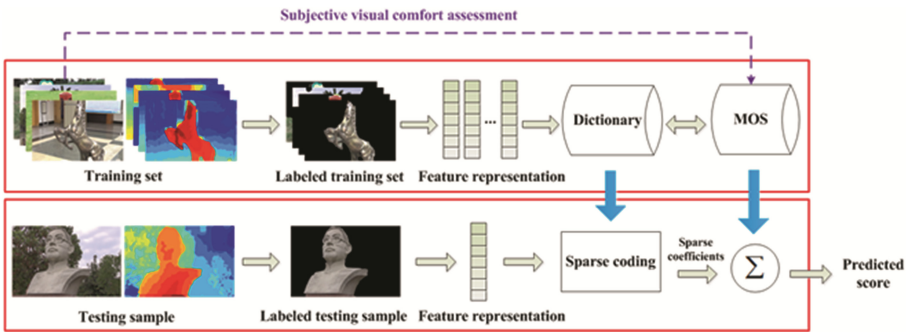 Subjective visual comfort assessment
Dictionary
MOS
Training set
Labeled training set
Feature representation
Sparse coding
Sparse
coefficients
Σ
Predicted
score
Testing sample
Labeled testing sample
Feature representation